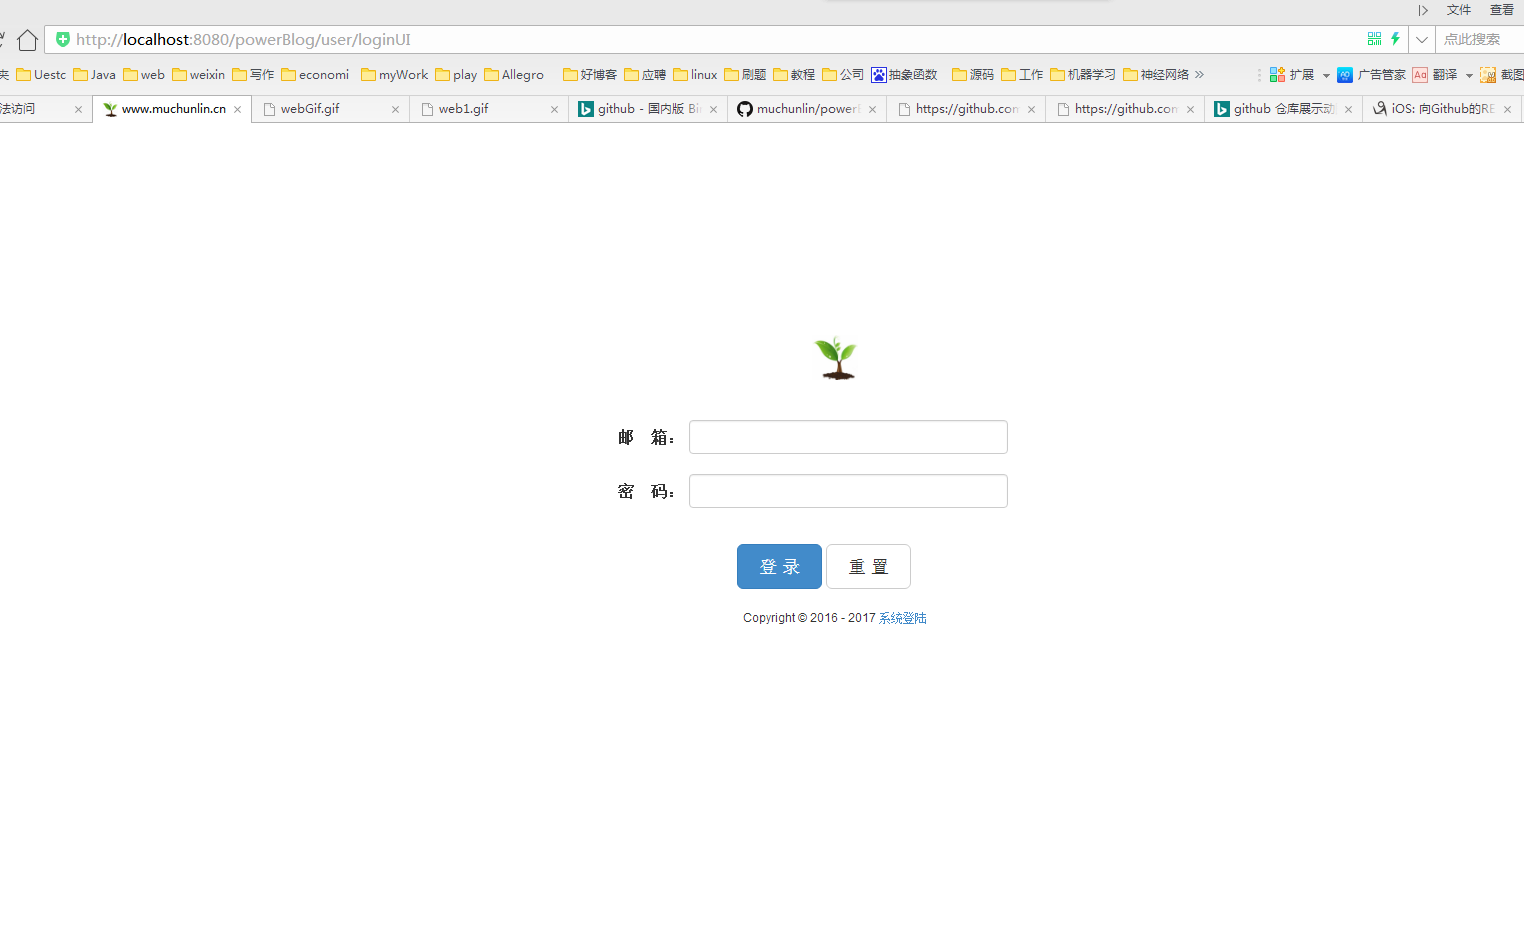 文件 查看
http://localhost:8080/powerBlog/user/loginUI 点此搜索
夹 Uestc Java web weixin 写作 economi myWork play Allegro 好博客 应聘 linux 刷题 教程 公司 抽象函数 源码 工作 机器学习 神经网络 » 扩展 广告管家 Aa 翻译 截图
法访问 www.muchunlin.cn webGif.gif web1.gif github - 国内版 Bin muchunlin/powerB https://github.com https://github.com github 仓库展示动 iOS: 向Github的RE
邮 箱：
密 码：
登 录 重 置
Copyright © 2016 - 2017 系统登陆